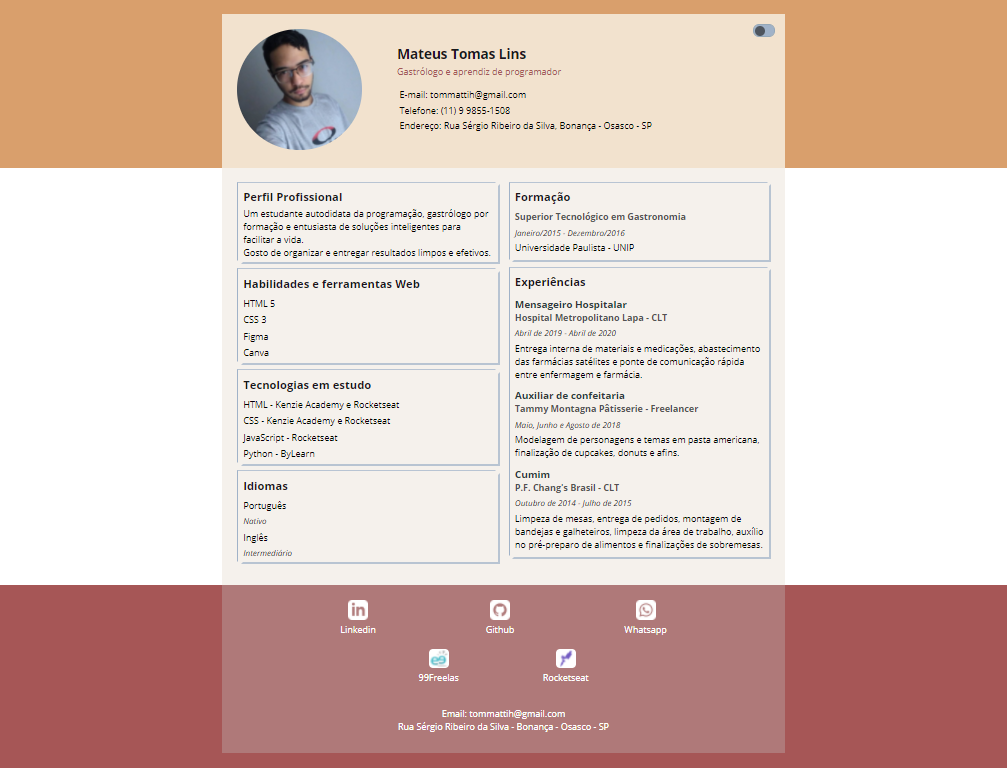 Mateus Tomas Lins
Gastrólogo e aprendiz de programador
E-mail: tommattih@gmail.com
Telefone: (11) 9 9855-1508
Endereço: Rua Sérgio Ribeiro da Silva, Bonança - Osasco - SP
Perfil Profissional
Um estudante autodidata da programação, gastrólogo por
formação e entusiasta de soluções inteligentes para
facilitar a vida.
Gosto de organizar e entregar resultados limpos e efetivos.
Habilidades e ferramentas Web
HTML 5
CSS 3
Figma
Canva
Tecnologias em estudo
HTML - Kenzie Academy e Rocketseat
CSS - Kenzie Academy e Rocketseat
JavaScript - Rocketseat
Python - ByLearn
Idiomas
Português
Nativo
Inglês
Intermediário
Formação
Superior Tecnológico em Gastronomia
Janeiro/2015 - Dezembro/2016
Universidade Paulista - UNIP
Experiências
Mensageiro Hospitalar
Hospital Metropolitano Lapa - CLT
Abril de 2019 - Abril de 2020
Entrega interna de materiais e medicações, abastecimento
das farmácias satélites e ponte de comunicação rápida
entre enfermagem e farmácia.
Auxiliar de confeitaria
Tammy Montagna Pâtisserie - Freelancer
Maio, Junho e Agosto de 2018
Modelagem de personagens e temas em pasta americana,
finalização de cupcakes, donuts e afins.
Cumim
P.F. Chang's Brasil - CLT
Outubro de 2014 - Julho de 2015
Limpeza de mesas, entrega de pedidos, montagem de
bandejas e galheteiros, limpeza da área de trabalho, auxílio
no pré-preparo de alimentos e finalizações de sobremesas.
Linkedin
Github
Whatsapp
99Freelas
Rocketseat
Email: tommattih@gmail.com
Rua Sérgio Ribeiro da Silva - Bonança - Osasco - SP